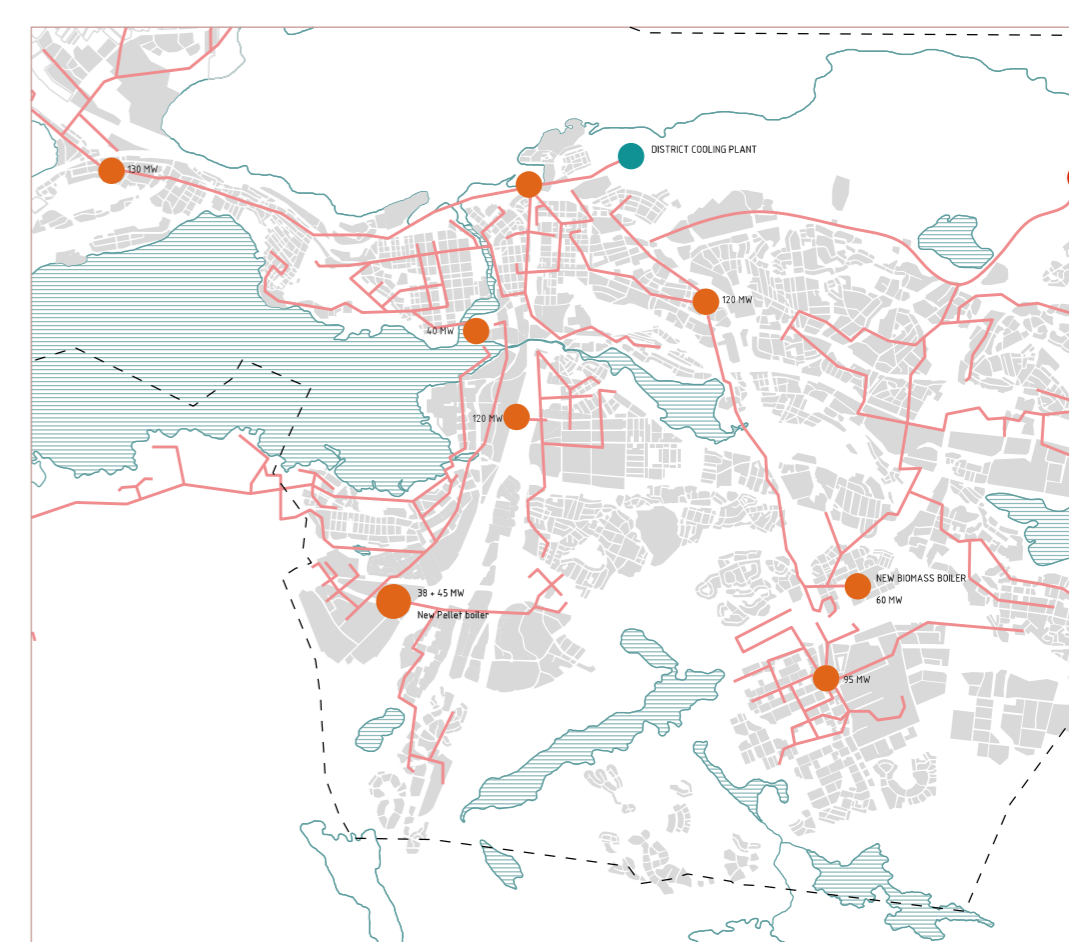 DISTRICT COOLING PLANT
130 MW
120 MW
40 MW
120 MW
NEW BIOMASS BOILER
60 MW
38 + 45 MW
New Pellet boiler
95 MW